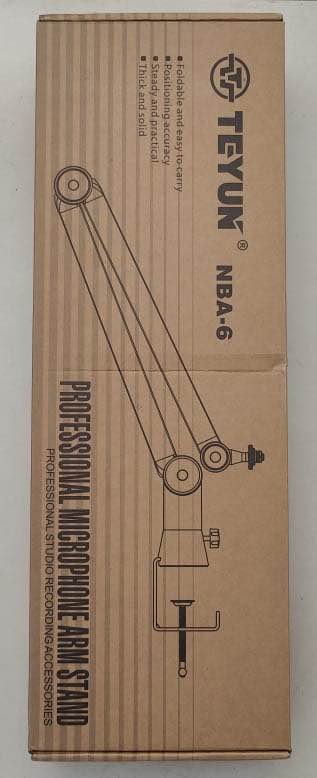 TEYUN® NBA-6
Foldable and easy to carry
Positioning accuracy
Steady and practical
Thick and solid
PROFESSIONAL MICROPHONE ARM STAND
PROFESSIONAL STUDIO RECORDING ACCESSORIES